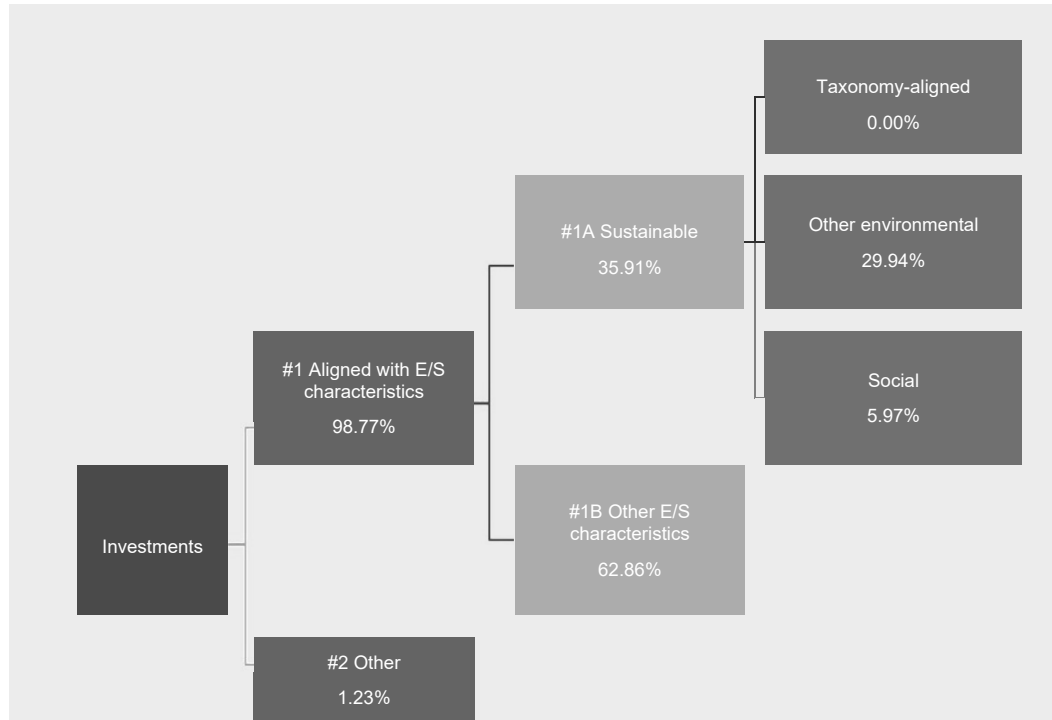 Taxonomy-aligned
0.00%
#1A Sustainable
35.91%
Other environmental
29.94%
#1 Aligned with E/S
characteristics
98.77%
Social
5.97%
Investments
#1B Other E/S
characteristics
62.86%
#2 Other
1.23%